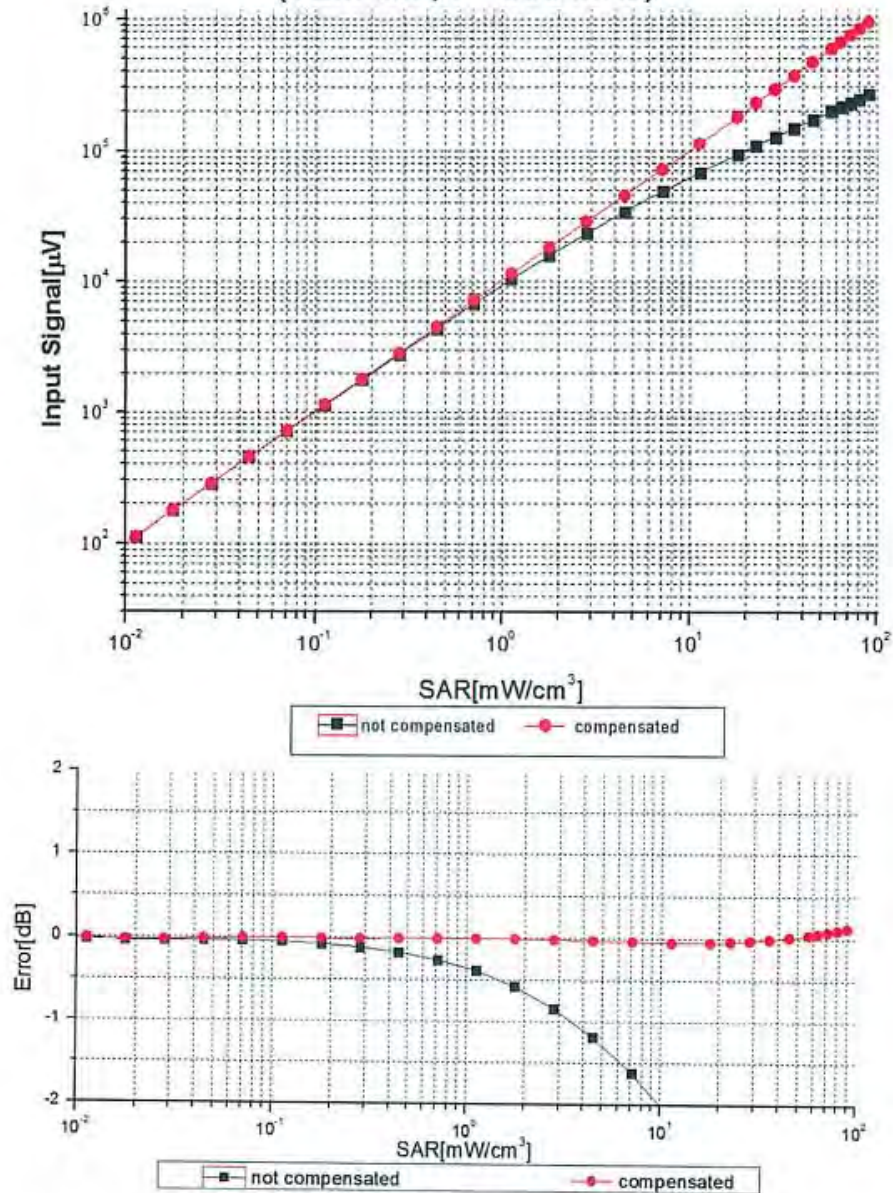 10⁶
10⁵
10⁴
10³
10²
Input Signal[µV]
10⁻² 10⁻¹ 10⁰ 10¹ 10²
SAR[mW/cm³]
not compensated compensated
2
1
0
-1
-2
Error[dB]
10⁻² 10⁻¹ 10⁰ 10¹ 10²
SAR[mW/cm³]
not compensated compensated